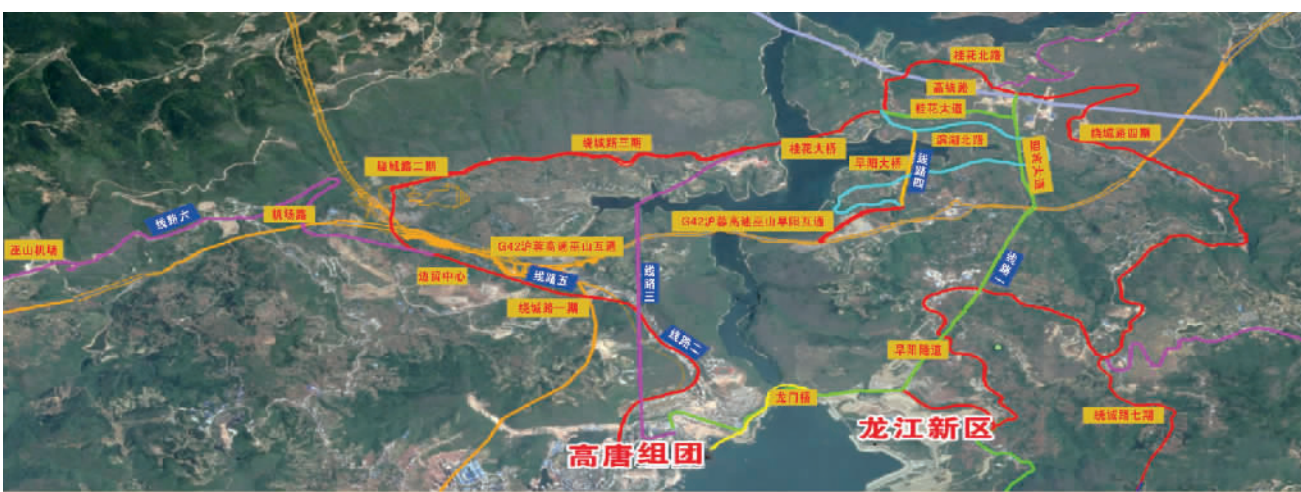 桂花北路
高铁路
桂花大道
绕城路四期
绕城路三期
桂花大桥
滨湖北路
早阳大桥
线路四
迎宾大道
绕城路二期
线路六
机场路
巫山机场
G42沪蓉高速巫山互通
G42沪蓉高速巫山早阳互通
边贸中心
线路五
线路三
线路一
绕城路一期
线路二
早阳隧道
龙门桥
绕城路七期
龙江新区
高唐组团